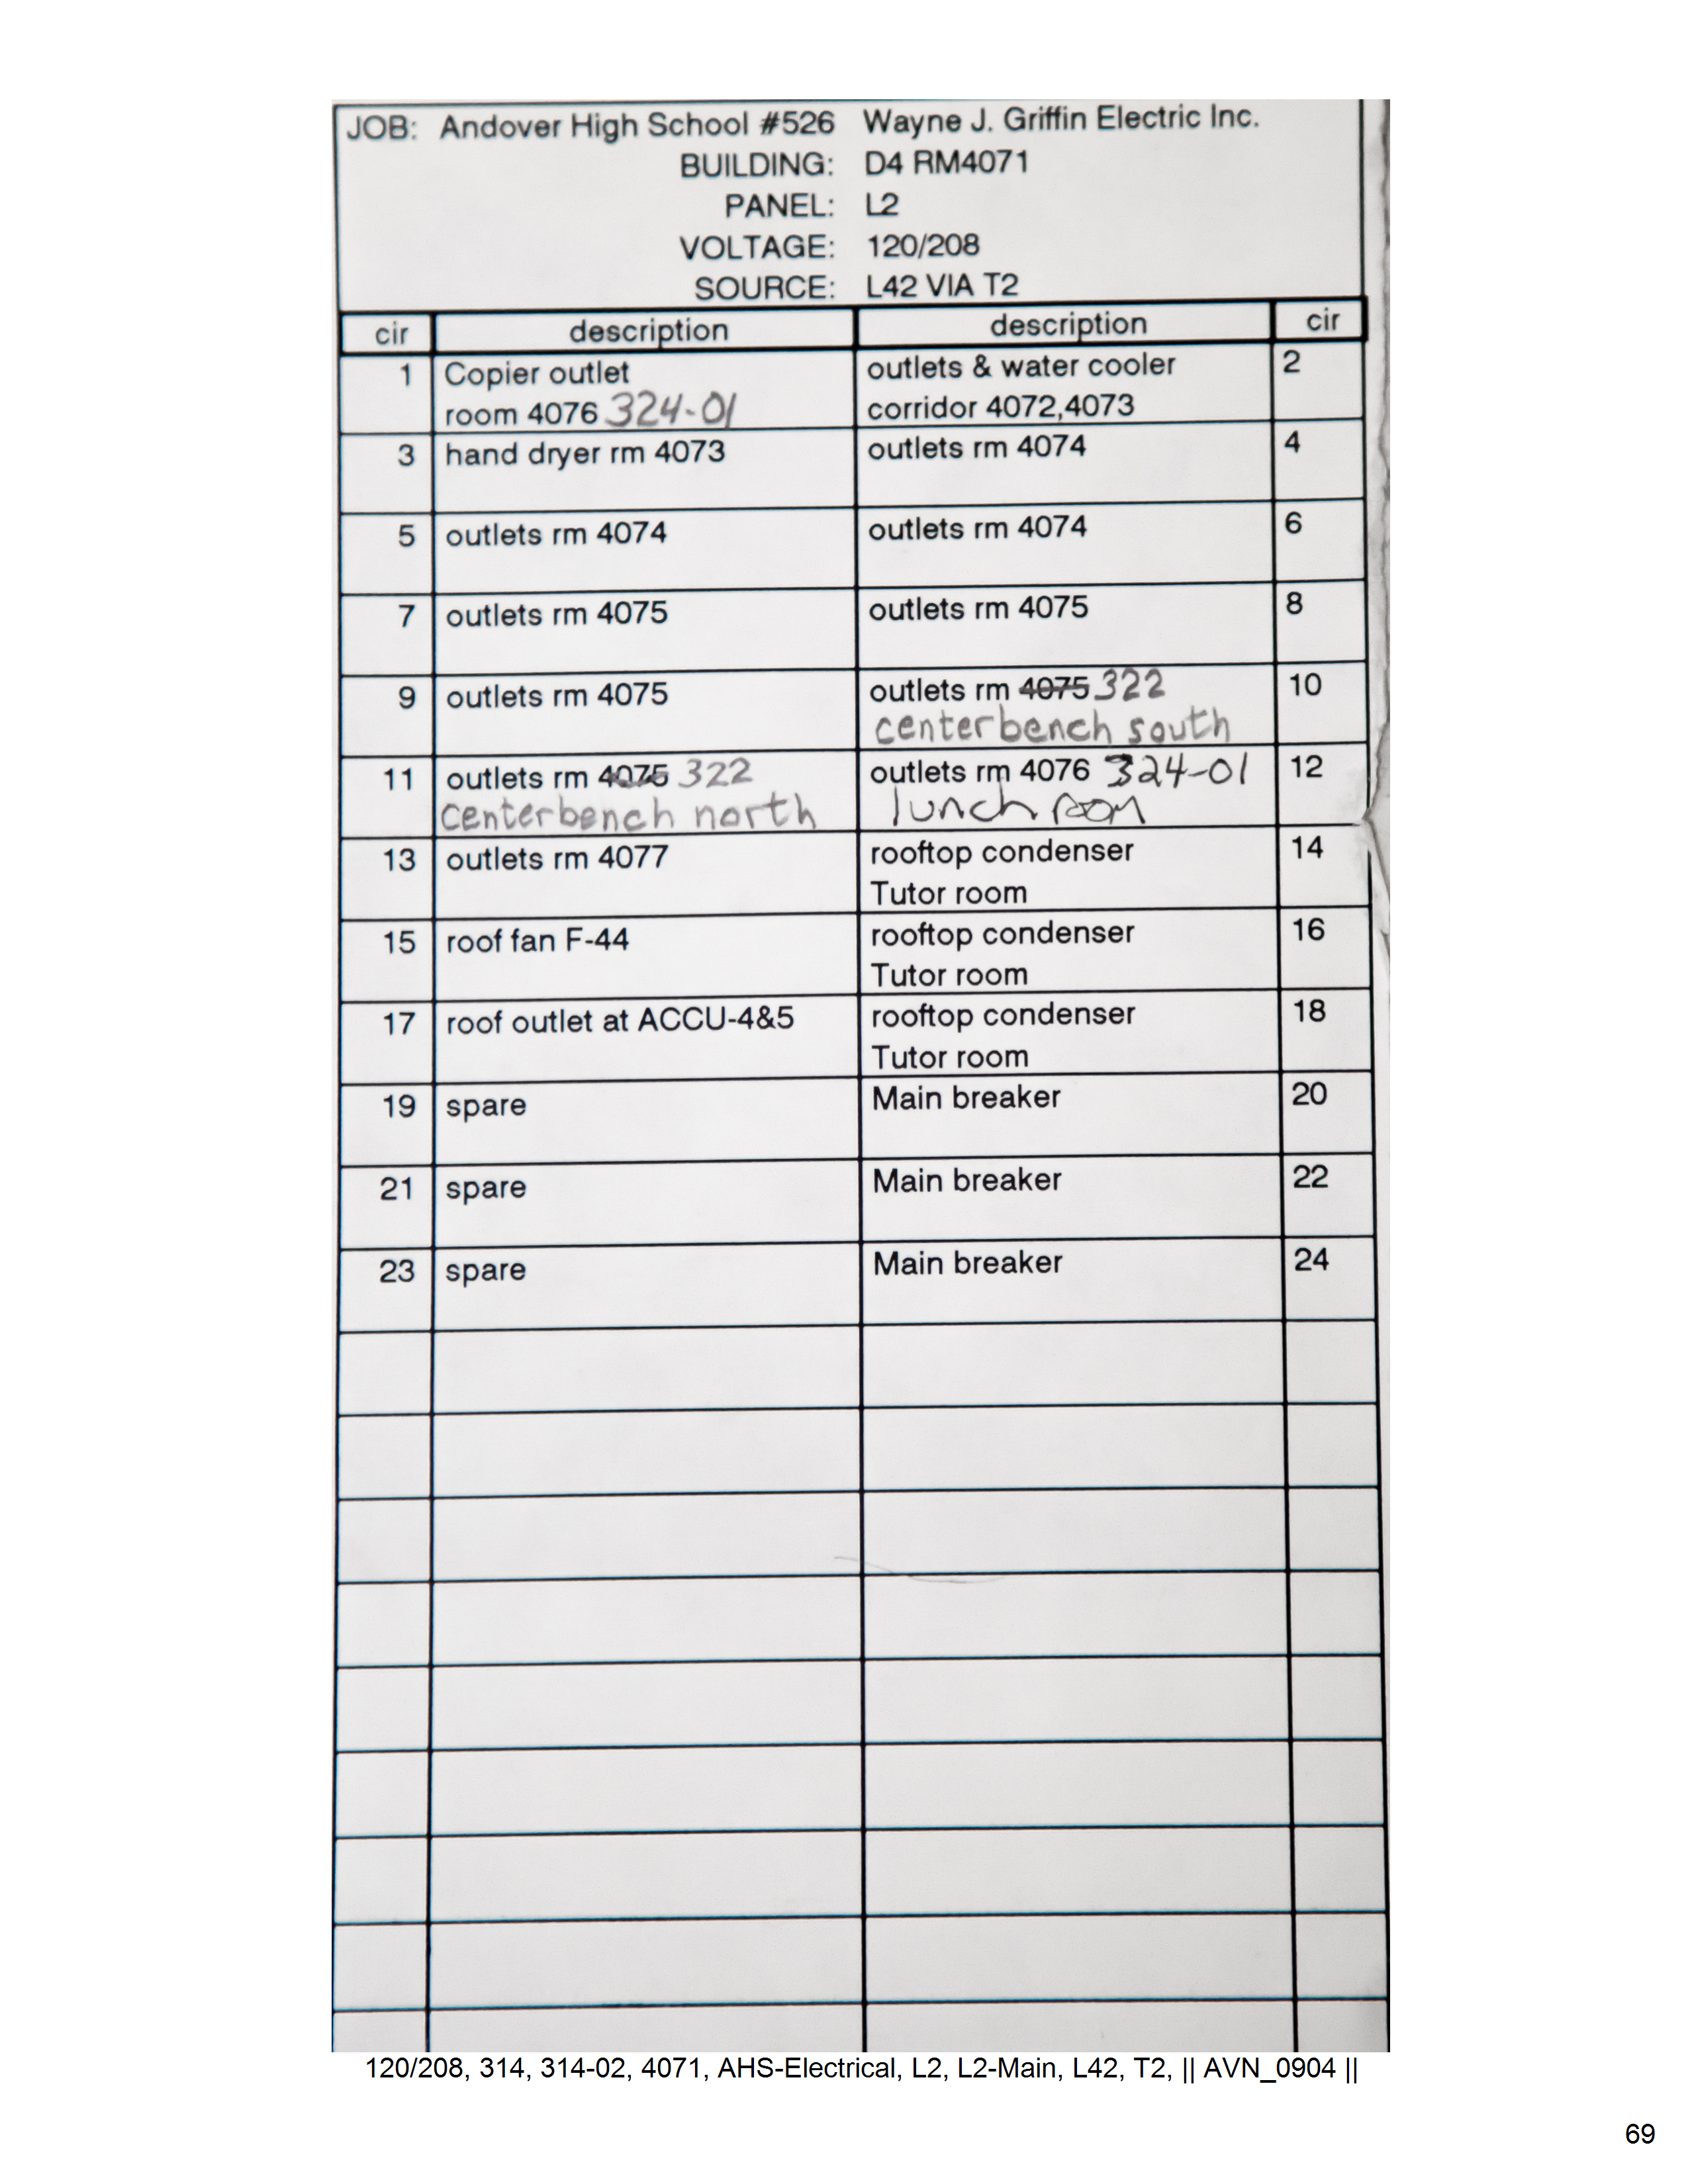 JOB: Andover High School #526 Wayne J. Griffin Electric Inc.
BUILDING: D4 RM4071
PANEL: L2
VOLTAGE: 120/208
SOURCE: L42 VIA T2
cir description description cir
1 Copier outlet outlets & water cooler 2
room 4076 324-01 corridor 4072,4073
3 hand dryer rm 4073 outlets rm 4074 4
5 outlets rm 4074 outlets rm 4074 6
7 outlets rm 4075 outlets rm 4075 8
9 outlets rm 4075 outlets rm 4075 322 10
centerbench south
11 outlets rm 4075 322 outlets rm 4076 324-01 12
centerbench north lunch room
13 outlets rm 4077 rooftop condenser 14
Tutor room
15 roof fan F-44 rooftop condenser 16
Tutor room
17 roof outlet at ACCU-4&5 rooftop condenser 18
Tutor room
19 spare Main breaker 20
21 spare Main breaker 22
23 spare Main breaker 24
120/208, 314, 314-02, 4071, AHS-Electrical, L2, L2-Main, L42, T2, || AVN_0904 ||
69